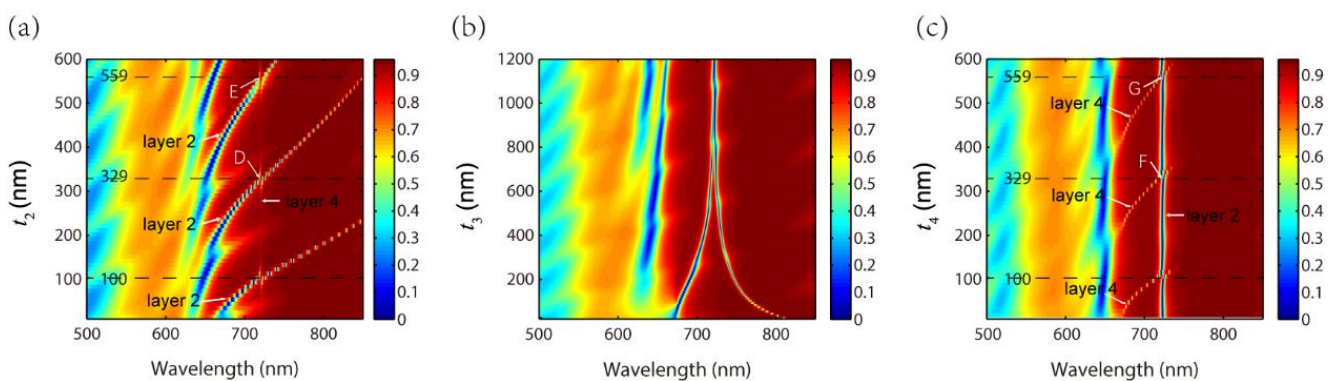 (a)
600
559
500
400
329
300
200
100
100
t2 (nm)
E
layer 2
D
layer 2
layer 4
layer 2
500 600 700 800
Wavelength (nm)
0.9
0.8
0.7
0.6
0.5
0.4
0.3
0.2
0.1
0
(b)
1200
1000
800
600
400
200
t3 (nm)
500 600 700 800
Wavelength (nm)
0.9
0.8
0.7
0.6
0.5
0.4
0.3
0.2
0.1
0
(c)
600
559
500
400
329
300
200
100
100
t4 (nm)
G
layer 4
F
layer 4
layer 2
layer 4
500 600 700 800
Wavelength (nm)
0.9
0.8
0.7
0.6
0.5
0.4
0.3
0.2
0.1
0